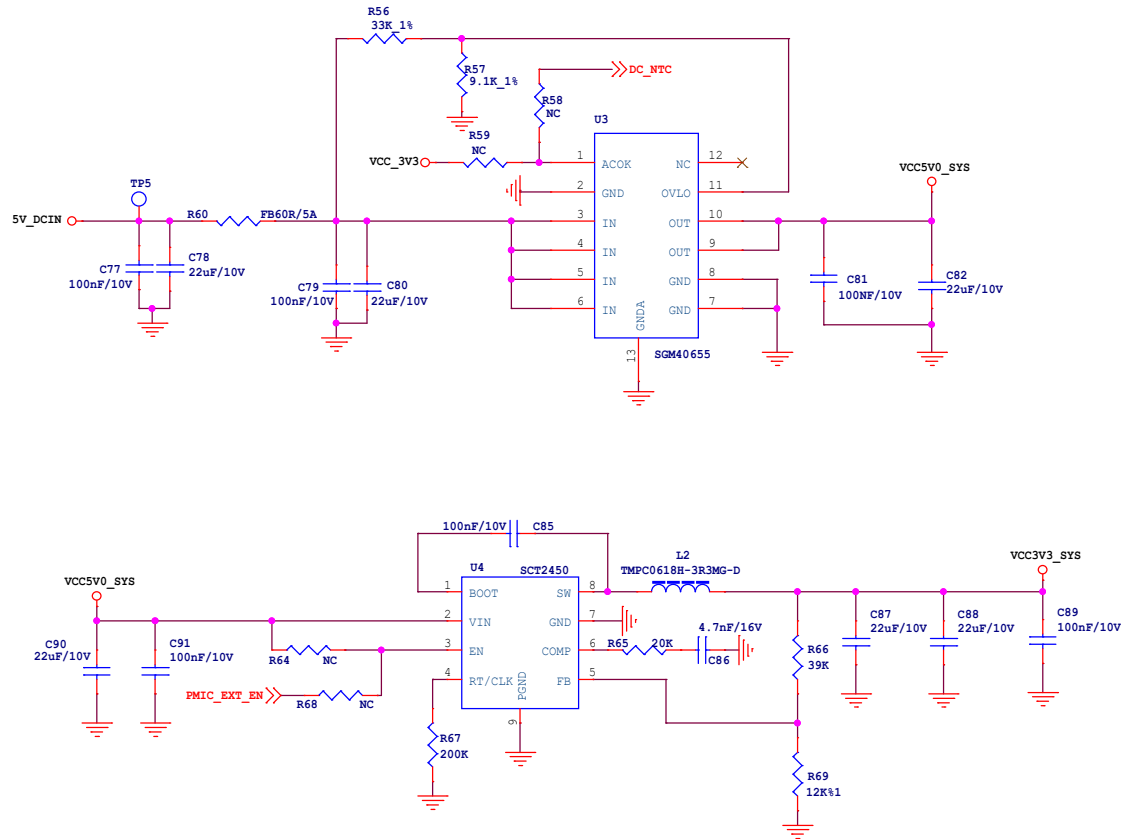 R56
33K_1%
R57
9.1K_1%
DC_NTC
R58
NC
U3
R59
NC
VCC_3V3
1
ACOK
NC
12
VCC5V0_SYS
TP5
2
GND
OVLO
11
5V_DCIN
R60
FB60R/5A
3
IN
OUT
10
4
IN
OUT
9
C77
100nF/10V
C78
22uF/10V
C79
100nF/10V
C80
22uF/10V
5
IN
GND
8
C81
100NF/10V
C82
22uF/10V
6
IN
GND
7
GNDA
13
SGM40655
100nF/10V
C85
U4
SCT2450
L2
TMPC0618H-3R3MG-D
VCC5V0_SYS
VCC3V3_SYS
1
BOOT
SW
8
2
VIN
GND
7
3
EN
COMP
6
4
RT/CLK
FB
5
PGND
9
4.7nF/16V
R65
20K
C86
C90
22uF/10V
C91
100nF/10V
R64
NC
PMIC_EXT_EN
R68
NC
R66
39K
C87
22uF/10V
C88
22uF/10V
C89
100nF/10V
R67
200K
R69
12K%1